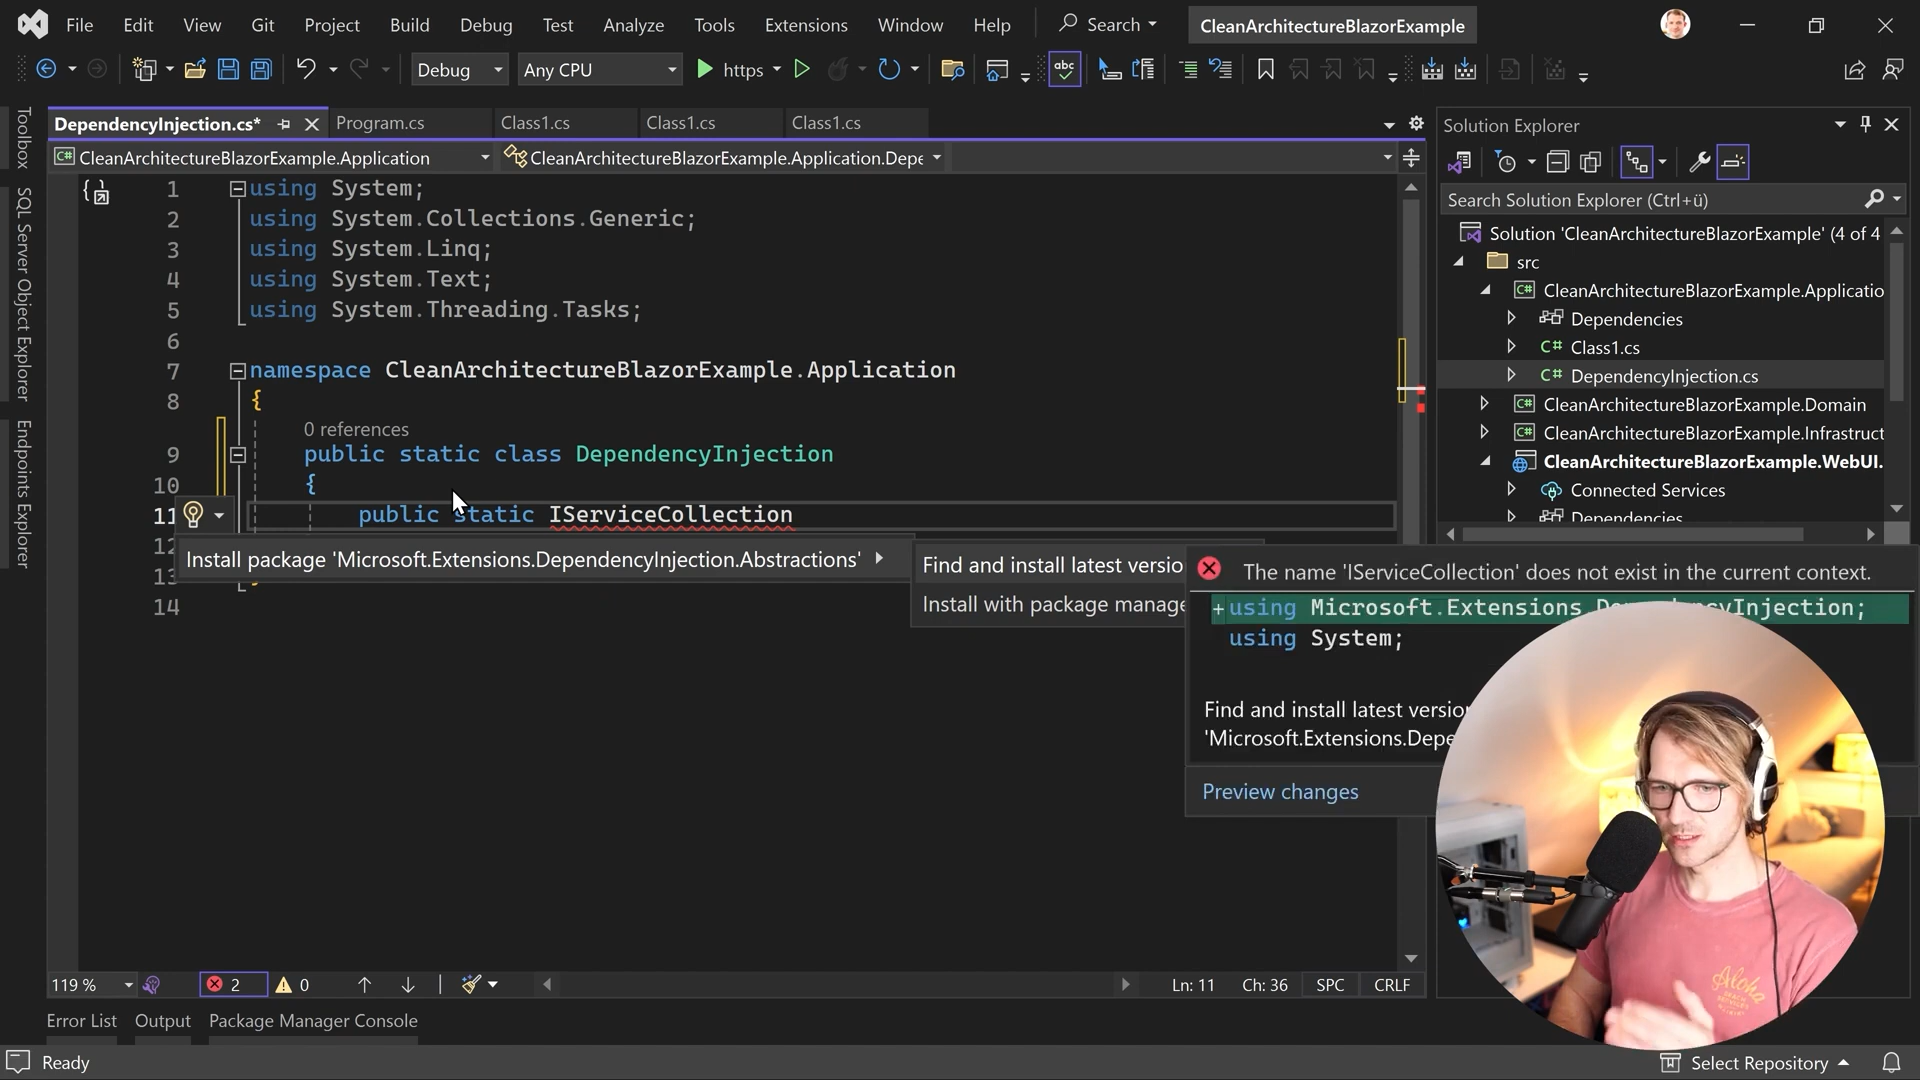 File Edit View Git Project Build Debug Test Analyze Tools Extensions Window Help Search CleanArchitectureBlazorExample
Debug Any CPU https abc
DependencyInjection.cs* Program.cs Class1.cs Class1.cs Class1.cs
CleanArchitectureBlazorExample.Application CleanArchitectureBlazorExample.Application.Depe
Toolbox
SQL Server Object Explorer
Endpoints Explorer
1 using System;
2 using System.Collections.Generic;
3 using System.Linq;
4 using System.Text;
5 using System.Threading.Tasks;
6
7 namespace CleanArchitectureBlazorExample.Application
8 {
0 references
9 public static class DependencyInjection
10 {
11 public static IServiceCollection
12
13
14
Install package 'Microsoft.Extensions.DependencyInjection.Abstractions'
Find and install latest versio
Install with package manage
The name 'IServiceCollection' does not exist in the current context.
+using Microsoft.Extensions.DependencyInjection;
using System;
Find and install latest version
'Microsoft.Extensions.Depe
Preview changes
Solution Explorer
Search Solution Explorer (Ctrl+ü)
Solution 'CleanArchitectureBlazorExample' (4 of 4
src
C# CleanArchitectureBlazorExample.Applicatio
Dependencies
C# Class1.cs
C# DependencyInjection.cs
C# CleanArchitectureBlazorExample.Domain
C# CleanArchitectureBlazorExample.Infrastruct
CleanArchitectureBlazorExample.WebUI.
Connected Services
Dependencies
Aloha
119 % 2 0 Ln: 11 Ch: 36 SPC CRLF
Error List Output Package Manager Console
Ready Select Repository